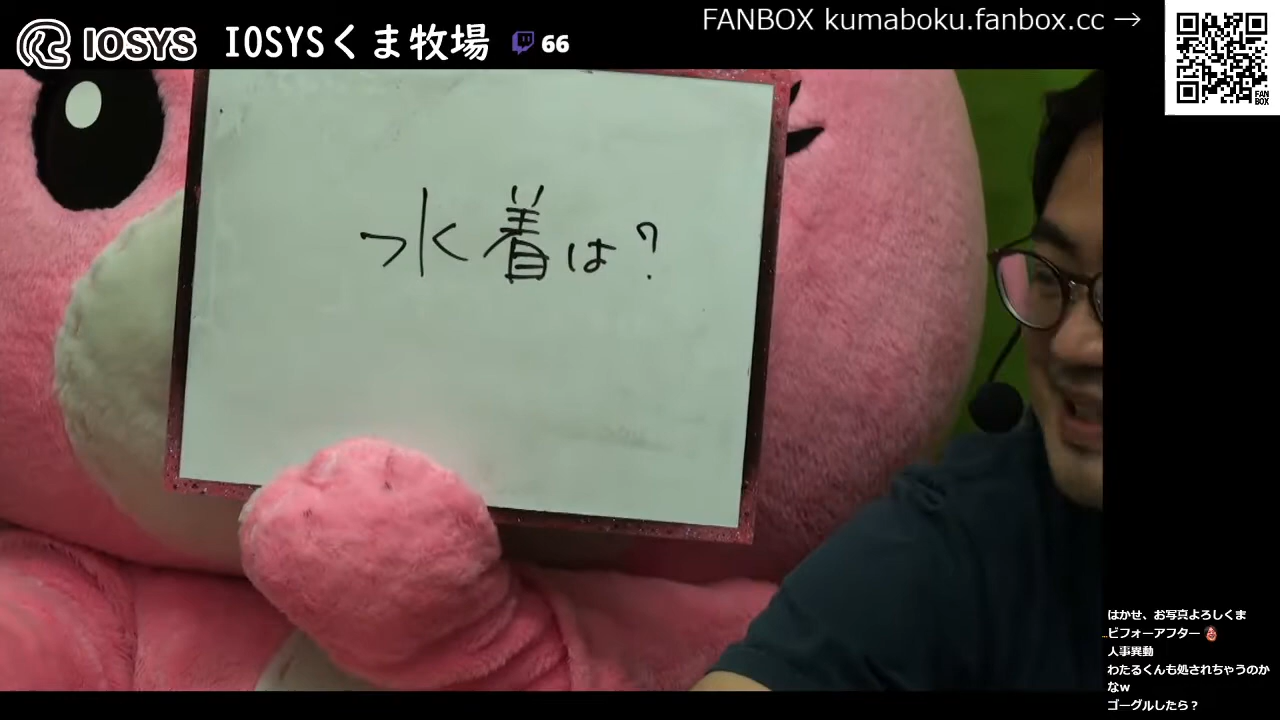 IOSYS IOSYSくま牧場 66
FANBOX kumaboku.fanbox.cc →
FAN
BOX
水着は?
はかせ、お写真よろしくま
ビフォーアフター
人事異動
わたるくんも処されちゃうのか
なw
ゴーグルしたら?